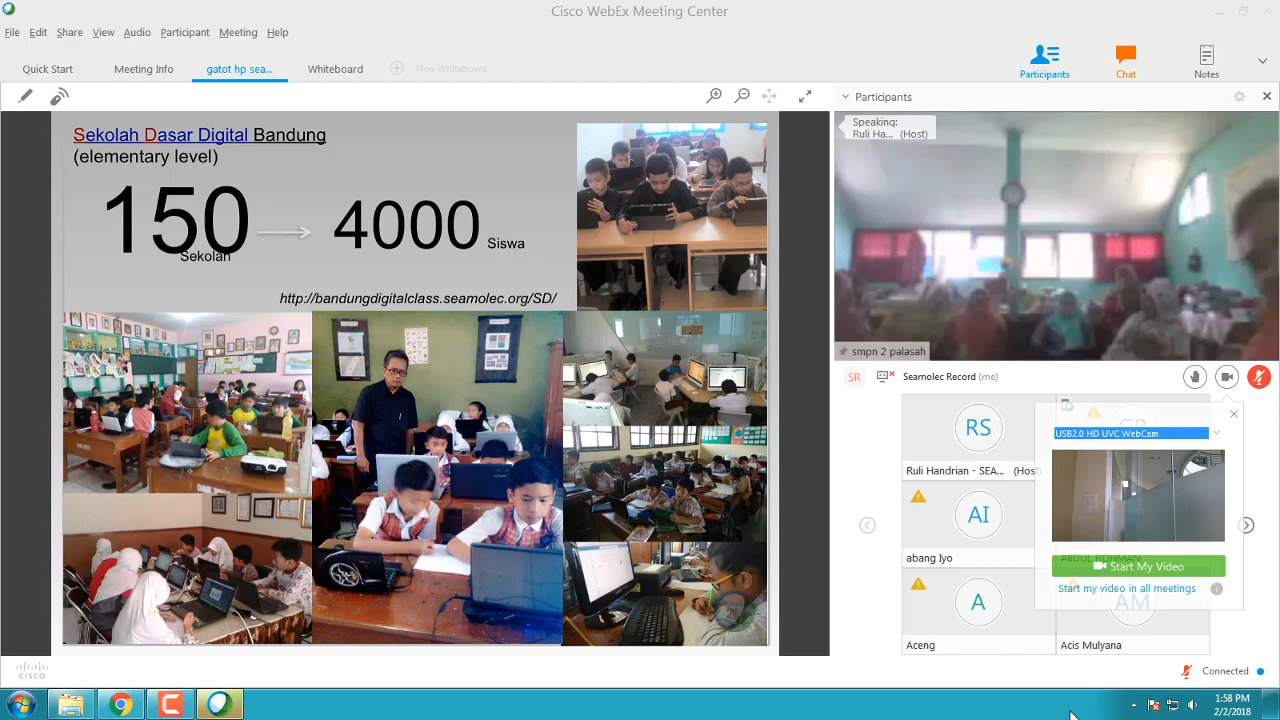 Cisco WebEx Meeting Center
File Edit Share View Audio Participant Meeting Help
Quick Start Meeting Info gatot hp sea... Whiteboard New Whiteboard
Participants Chat Notes
Participants
Sekolah Dasar Digital Bandung
(elementary level)
150 4000
Sekolah Siswa
http://bandungdigitalclass.seamolec.org/SD/
Speaking:
Ruli Ha... (Host)
smpn 2 palasah
SR Seamolec Record (me)
RS
Ruli Handrian - SEA... (Host)
USB2.0 HD UVC WebCam
AI
abang Iyo
ABDUL ROHMAN
Start My Video
Start my video in all meetings
A AM
Aceng Acis Mulyana
cisco
Connected
1:58 PM
2/2/2018